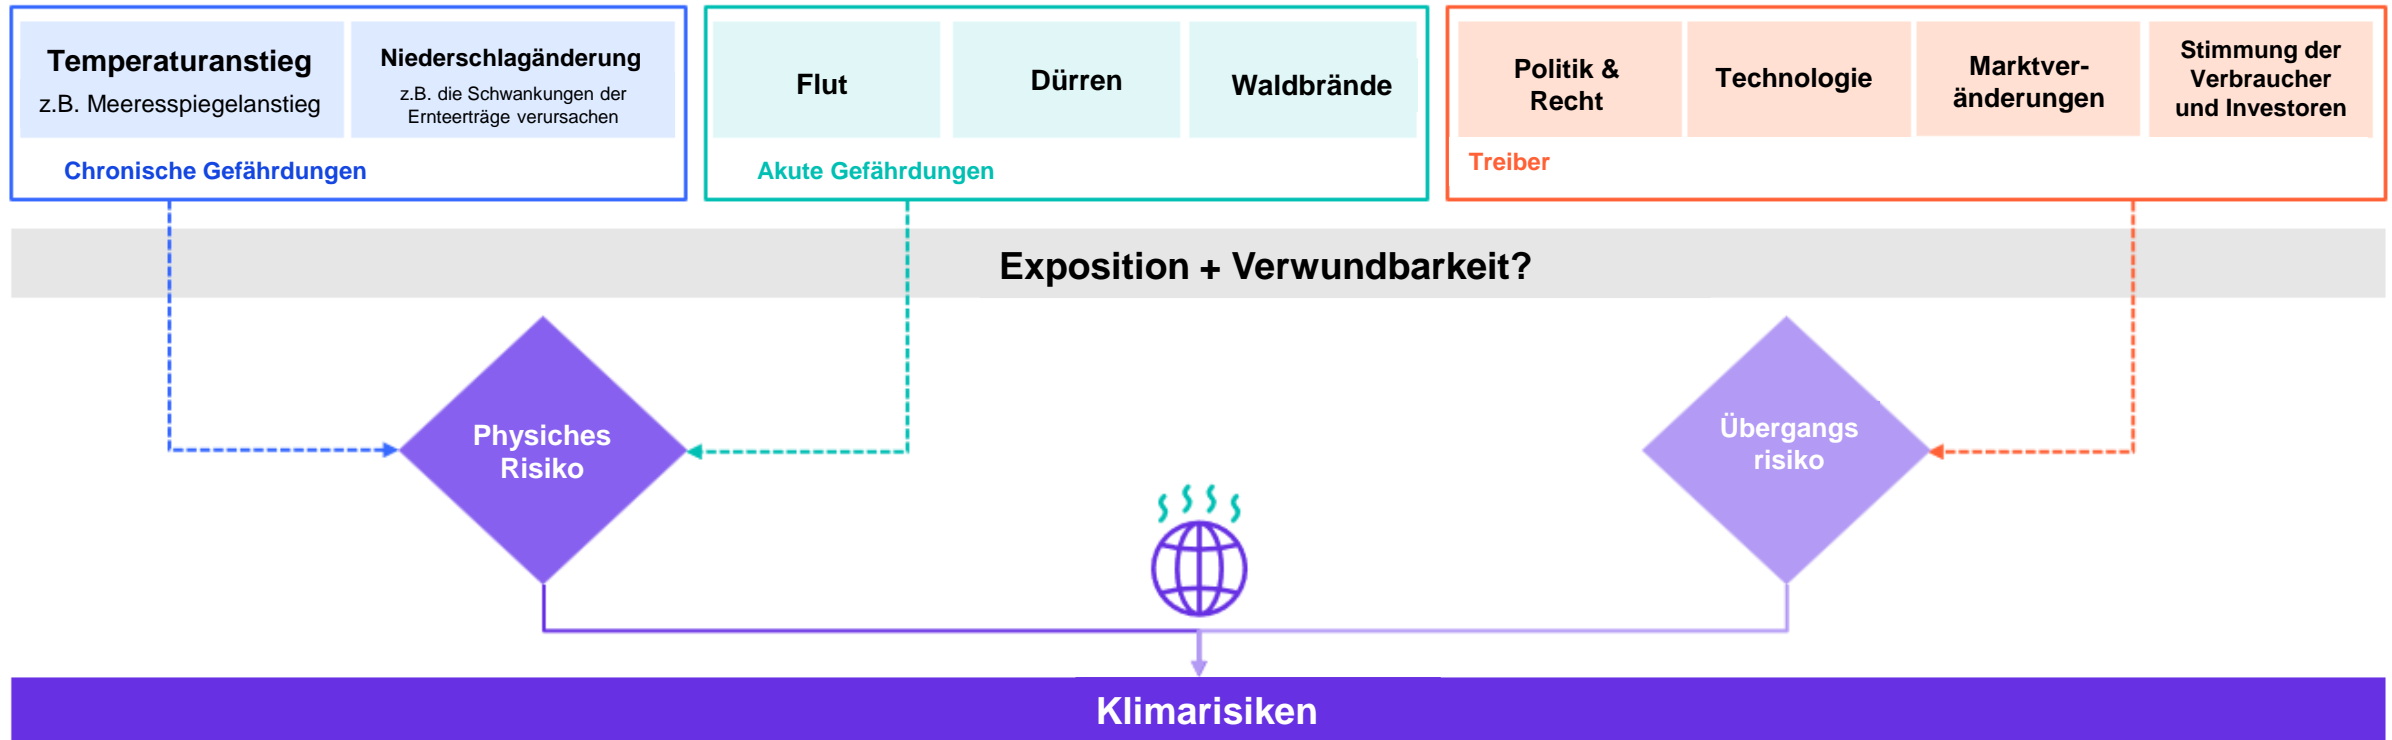 Temperaturanstieg
z.B. Meeresspiegelanstieg
Niederschlagänderung
z.B. die Schwankungen der
Ernteerträge verursachen
Chronische Gefährdungen
Flut
Dürren
Waldbrände
Akute Gefährdungen
Politik &
Recht
Technologie
Marktver-
änderungen
Stimmung der
Verbraucher
und Investoren
Treiber
Exposition + Verwundbarkeit?
Physiches
Risiko
Übergangs
risiko
Klimarisiken